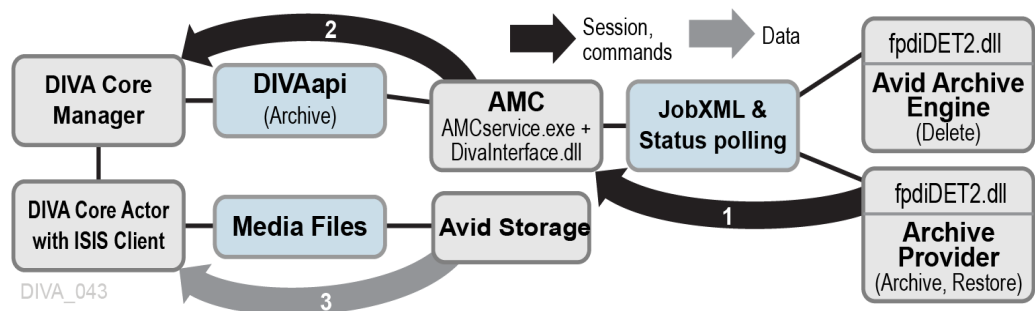 2
Session,
commands
Data
fpdiDET2.dll
Avid Archive
Engine
(Delete)
DIVA Core
Manager
DIVAapi
(Archive)
AMC
AMCservice.exe +
DivaInterface.dll
JobXML &
Status polling
1
fpdiDET2.dll
Archive
Provider
(Archive, Restore)
DIVA Core Actor
with ISIS Client
Media Files
Avid Storage
3
DIVA_043